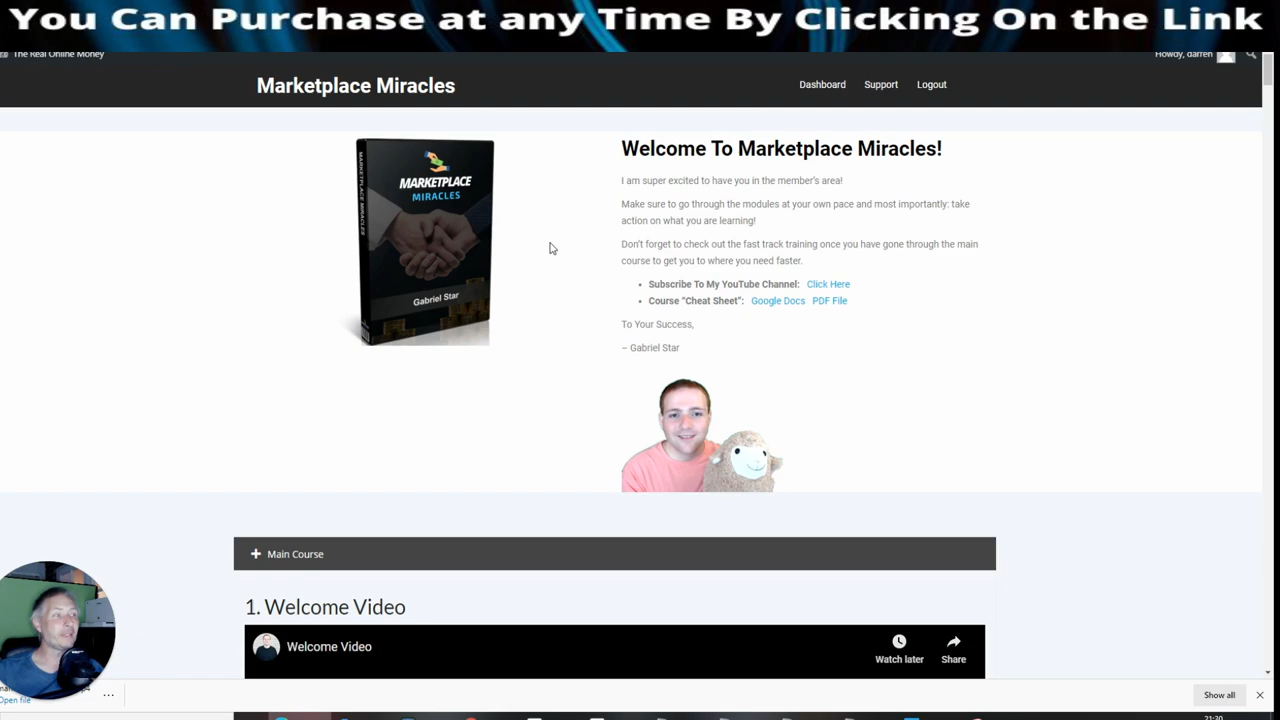 You Can Purchase at any Time By Clicking On the Link
The Real Online Money
Howdy, darren
Marketplace Miracles
Dashboard Support Logout
MARKETPLACE MIRACLES
MARKETPLACE
MIRACLES
Gabriel Star
Welcome To Marketplace Miracles!
I am super excited to have you in the member's area!
Make sure to go through the modules at your own pace and most importantly: take
action on what you are learning!
Don't forget to check out the fast track training once you have gone through the main
course to get you to where you need faster.
• Subscribe To My YouTube Channel: Click Here
• Course “Cheat Sheet”: Google Docs PDF File
To Your Success,
– Gabriel Star
Main Course
1. Welcome Video
Welcome Video
Watch later
Share
Open file
Show all
21:30